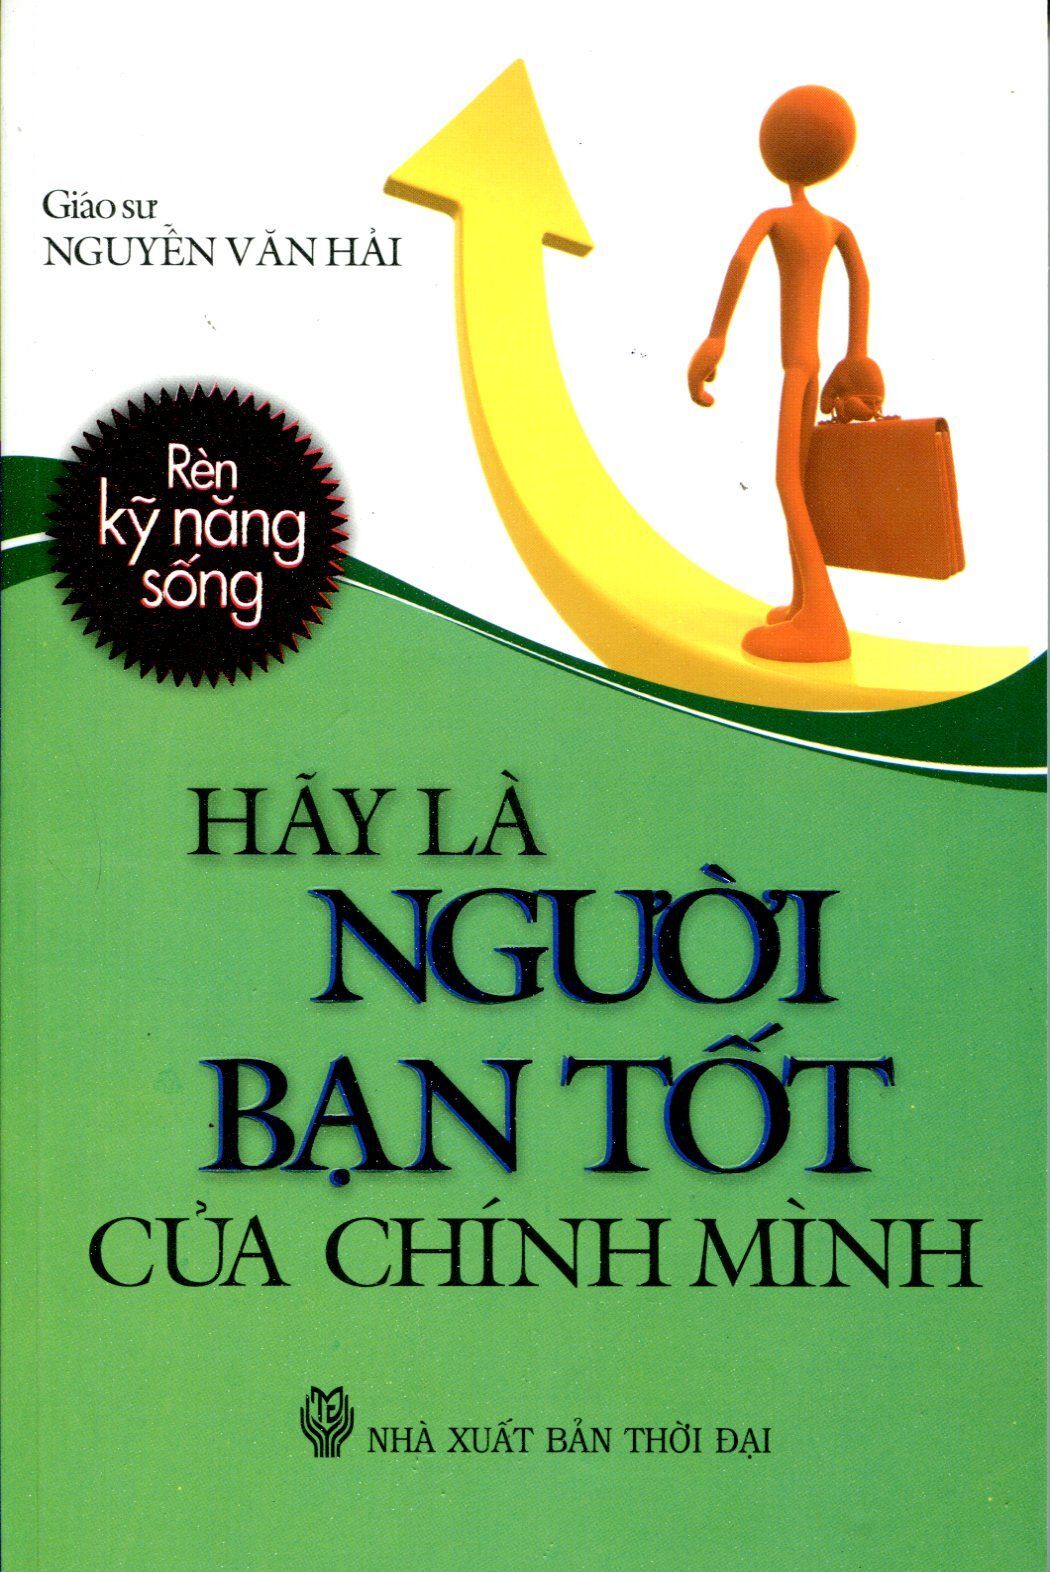 Giáo sư
NGUYỄN VĂN HẢI
Rèn
kỹ năng
sống
HÃY LÀ
NGƯỜI
BẠN TỐT
CỦA CHÍNH MÌNH
TĐ
NHÀ XUẤT BẢN THỜI ĐẠI